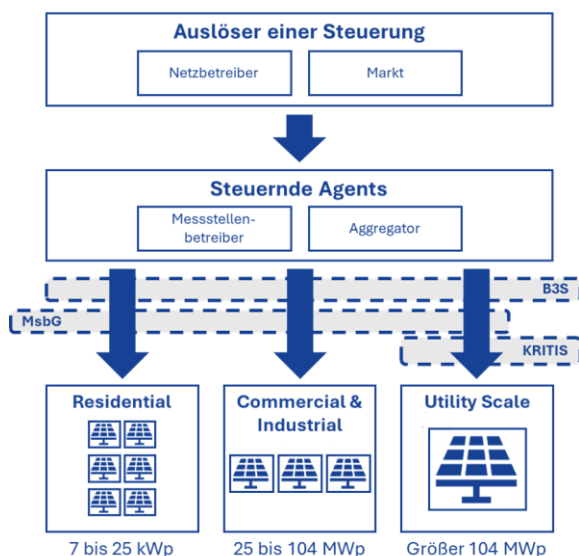 Auslöser einer Steuerung
Netzbetreiber
Markt
Steuernde Agents
Messstellen-
betreiber
Aggregator
B3S
MsbG
KRITIS
Residential
Commercial &
Industrial
Utility Scale
7 bis 25 kWp
25 bis 104 MWp
Größer 104 MWp